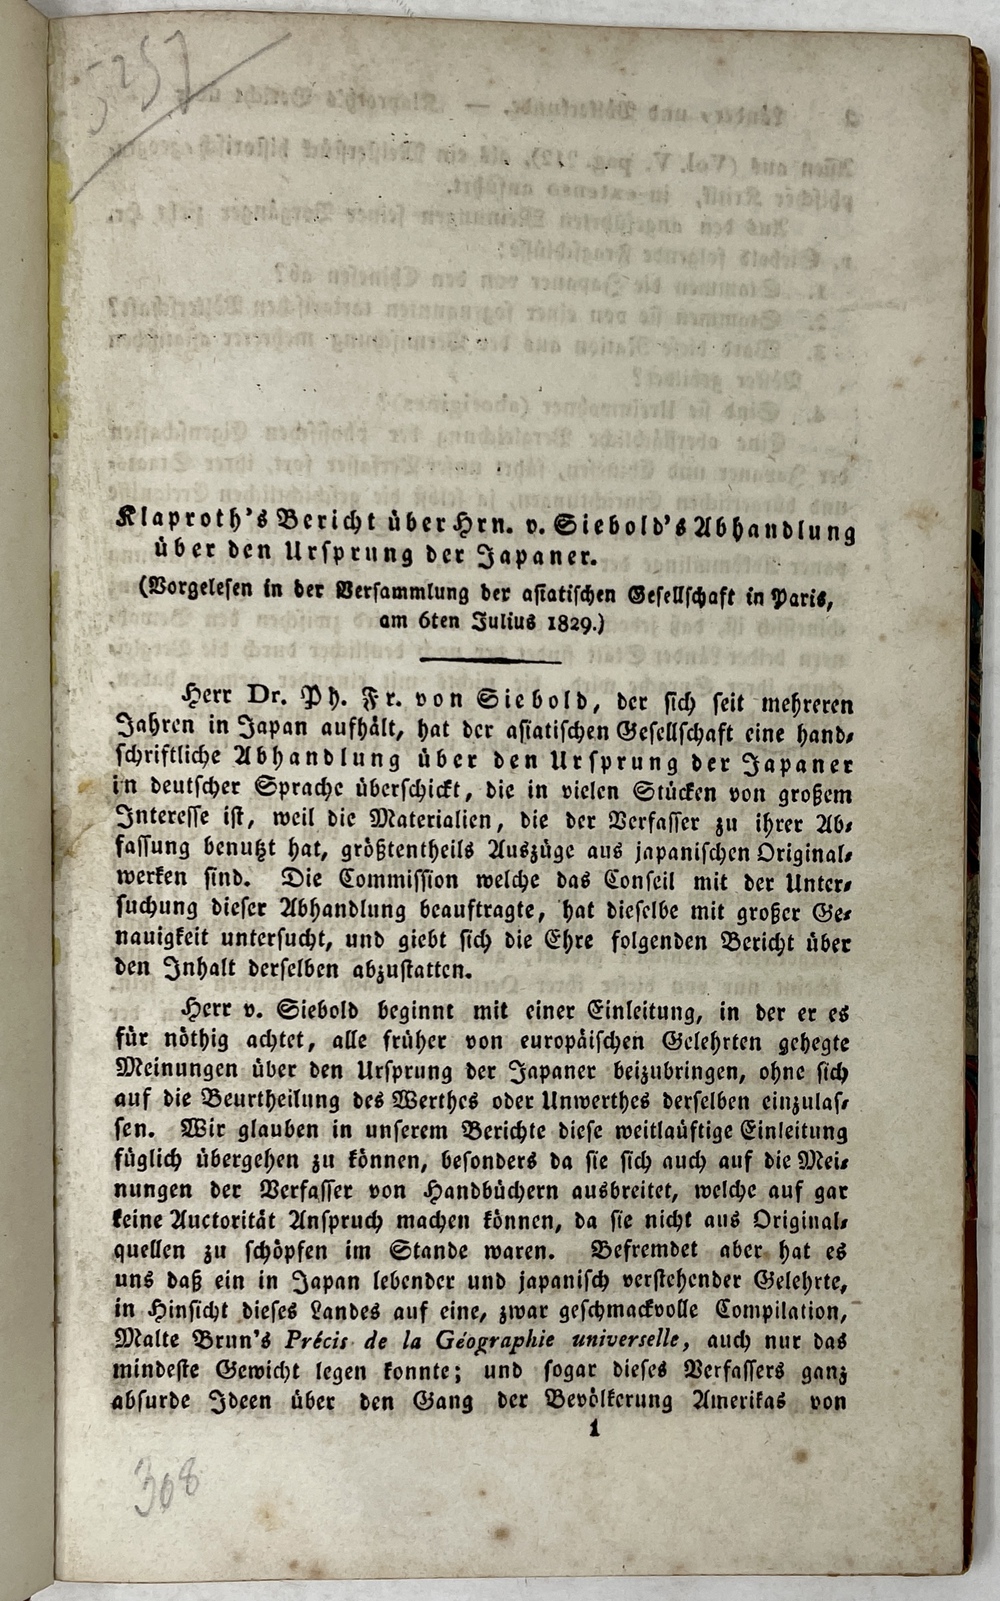 5257
Klaproth's Bericht über Hrn. v. Siebold's Abhandlung
über den Ursprung der Japaner.
(Vorgelesen in der Versammlung der asiatischen Gesellschaft in Paris,
am 6ten Julius 1829.)
Herr Dr. Ph. Fr. von Siebold, der sich seit mehreren
Jahren in Japan aufhält, hat der asiatischen Gesellschaft eine hand-
schriftliche Abhandlung über den Ursprung der Japaner
in deutscher Sprache überschickt, die in vielen Stücken von großem
Interesse ist, weil die Materialien, die der Verfasser zu ihrer Ab-
fassung benutzt hat, größtentheils Auszüge aus japanischen Original-
werken sind. Die Commission welche das Conseil mit der Unter-
suchung dieser Abhandlung beauftragte, hat dieselbe mit großer Ge-
nauigkeit untersucht, und giebt sich die Ehre folgenden Bericht über
den Inhalt derselben abzustatten.
Herr v. Siebold beginnt mit einer Einleitung, in der er es
für nöthig achtet, alle früher von europäischen Gelehrten gehegte
Meinungen über den Ursprung der Japaner beizubringen, ohne sich
auf die Beurtheilung des Werthes oder Unwerthes derselben einzulas-
sen. Wir glauben in unserem Berichte diese weitläuftige Einleitung
füglich übergehen zu können, besonders da sie sich auch auf die Mei-
nungen der Verfasser von Handbüchern ausbreitet, welche auf gar
keine Auctorität Anspruch machen können, da sie nicht aus Original-
quellen zu schöpfen im Stande waren. Befremdet aber hat es
uns daß ein in Japan lebender und japanisch verstehender Gelehrte,
in Hinsicht dieses Landes auf eine, zwar geschmackvolle Compilation,
Malte Brun's Précis de la Géographie universelle, auch nur das
mindeste Gewicht legen konnte; und sogar dieses Verfassers ganz
absurde Ideen über den Gang der Bevölkerung Amerikas von
1
308